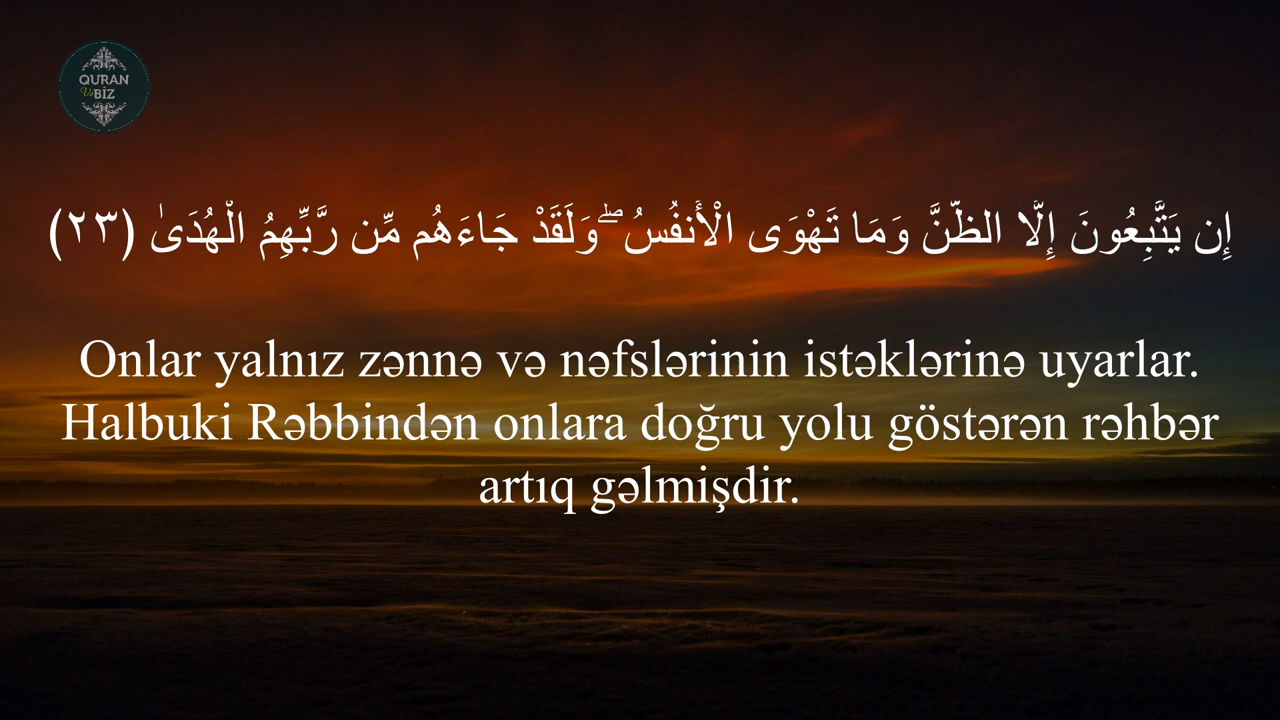 QURAN
Və BİZ
إِن يَتَّبِعُونَ إِلَّا الظَّنَّ وَمَا تَهْوَى الْأَنفُسُ ۖ وَلَقَدْ جَاءَهُم مِّن رَّبِّهِمُ الْهُدَىٰ (٢٣)
Onlar yalnız zənnə və nəfslərinin istəklərinə uyarlar.
Halbuki Rəbbindən onlara doğru yolu göstərən rəhbər
artıq gəlmişdir.